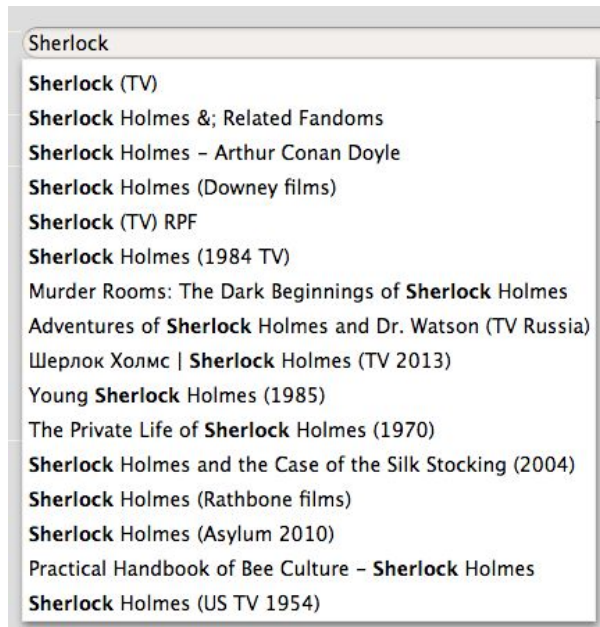 Sherlock
Sherlock (TV)
Sherlock Holmes &; Related Fandoms
Sherlock Holmes – Arthur Conan Doyle
Sherlock Holmes (Downey films)
Sherlock (TV) RPF
Sherlock Holmes (1984 TV)
Murder Rooms: The Dark Beginnings of Sherlock Holmes
Adventures of Sherlock Holmes and Dr. Watson (TV Russia)
Шерлок Холмс | Sherlock Holmes (TV 2013)
Young Sherlock Holmes (1985)
The Private Life of Sherlock Holmes (1970)
Sherlock Holmes and the Case of the Silk Stocking (2004)
Sherlock Holmes (Rathbone films)
Sherlock Holmes (Asylum 2010)
Practical Handbook of Bee Culture – Sherlock Holmes
Sherlock Holmes (US TV 1954)